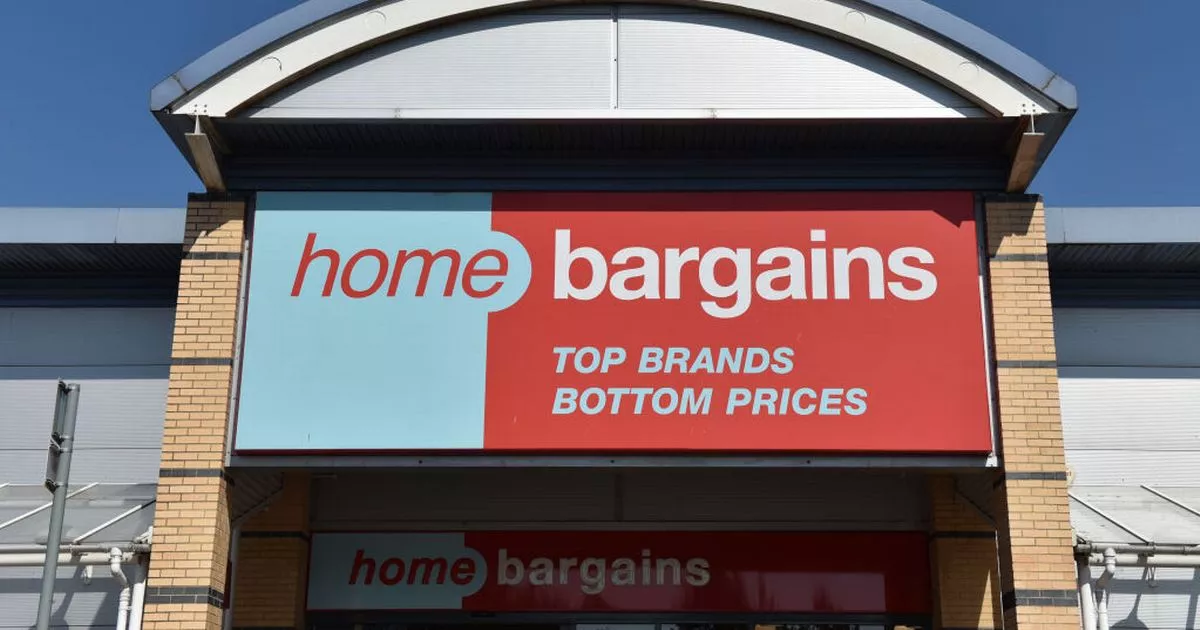 home bargains
TOP BRANDS
BOTTOM PRICES
home bargains